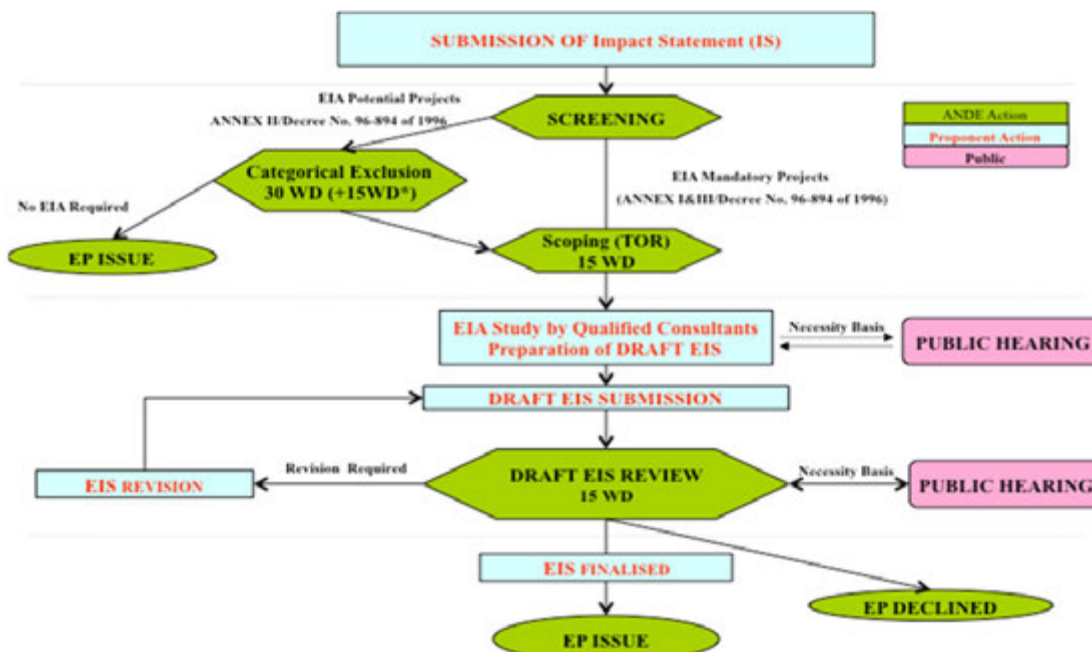 SUBMISSION OF Impact Statement (IS)
EIA Potential Projects
ANNEX II/Decree No. 96-894 of 1996
SCREENING
ANDE Action
Proponent Action
Public
Categorical Exclusion
30 WD (+15WD*)
EIA Mandatory Projects
(ANNEX I&III/Decree No. 96-894 of 1996)
No EIA Required
EP ISSUE
Scoping (TOR)
15 WD
EIA Study by Qualified Consultants
Preparation of DRAFT EIS
Necessity Basis
PUBLIC HEARING
DRAFT EIS SUBMISSION
EIS REVISION
Revision Required
DRAFT EIS REVIEW
15 WD
Necessity Basis
PUBLIC HEARING
EIS FINALISED
EP DECLINED
EP ISSUE